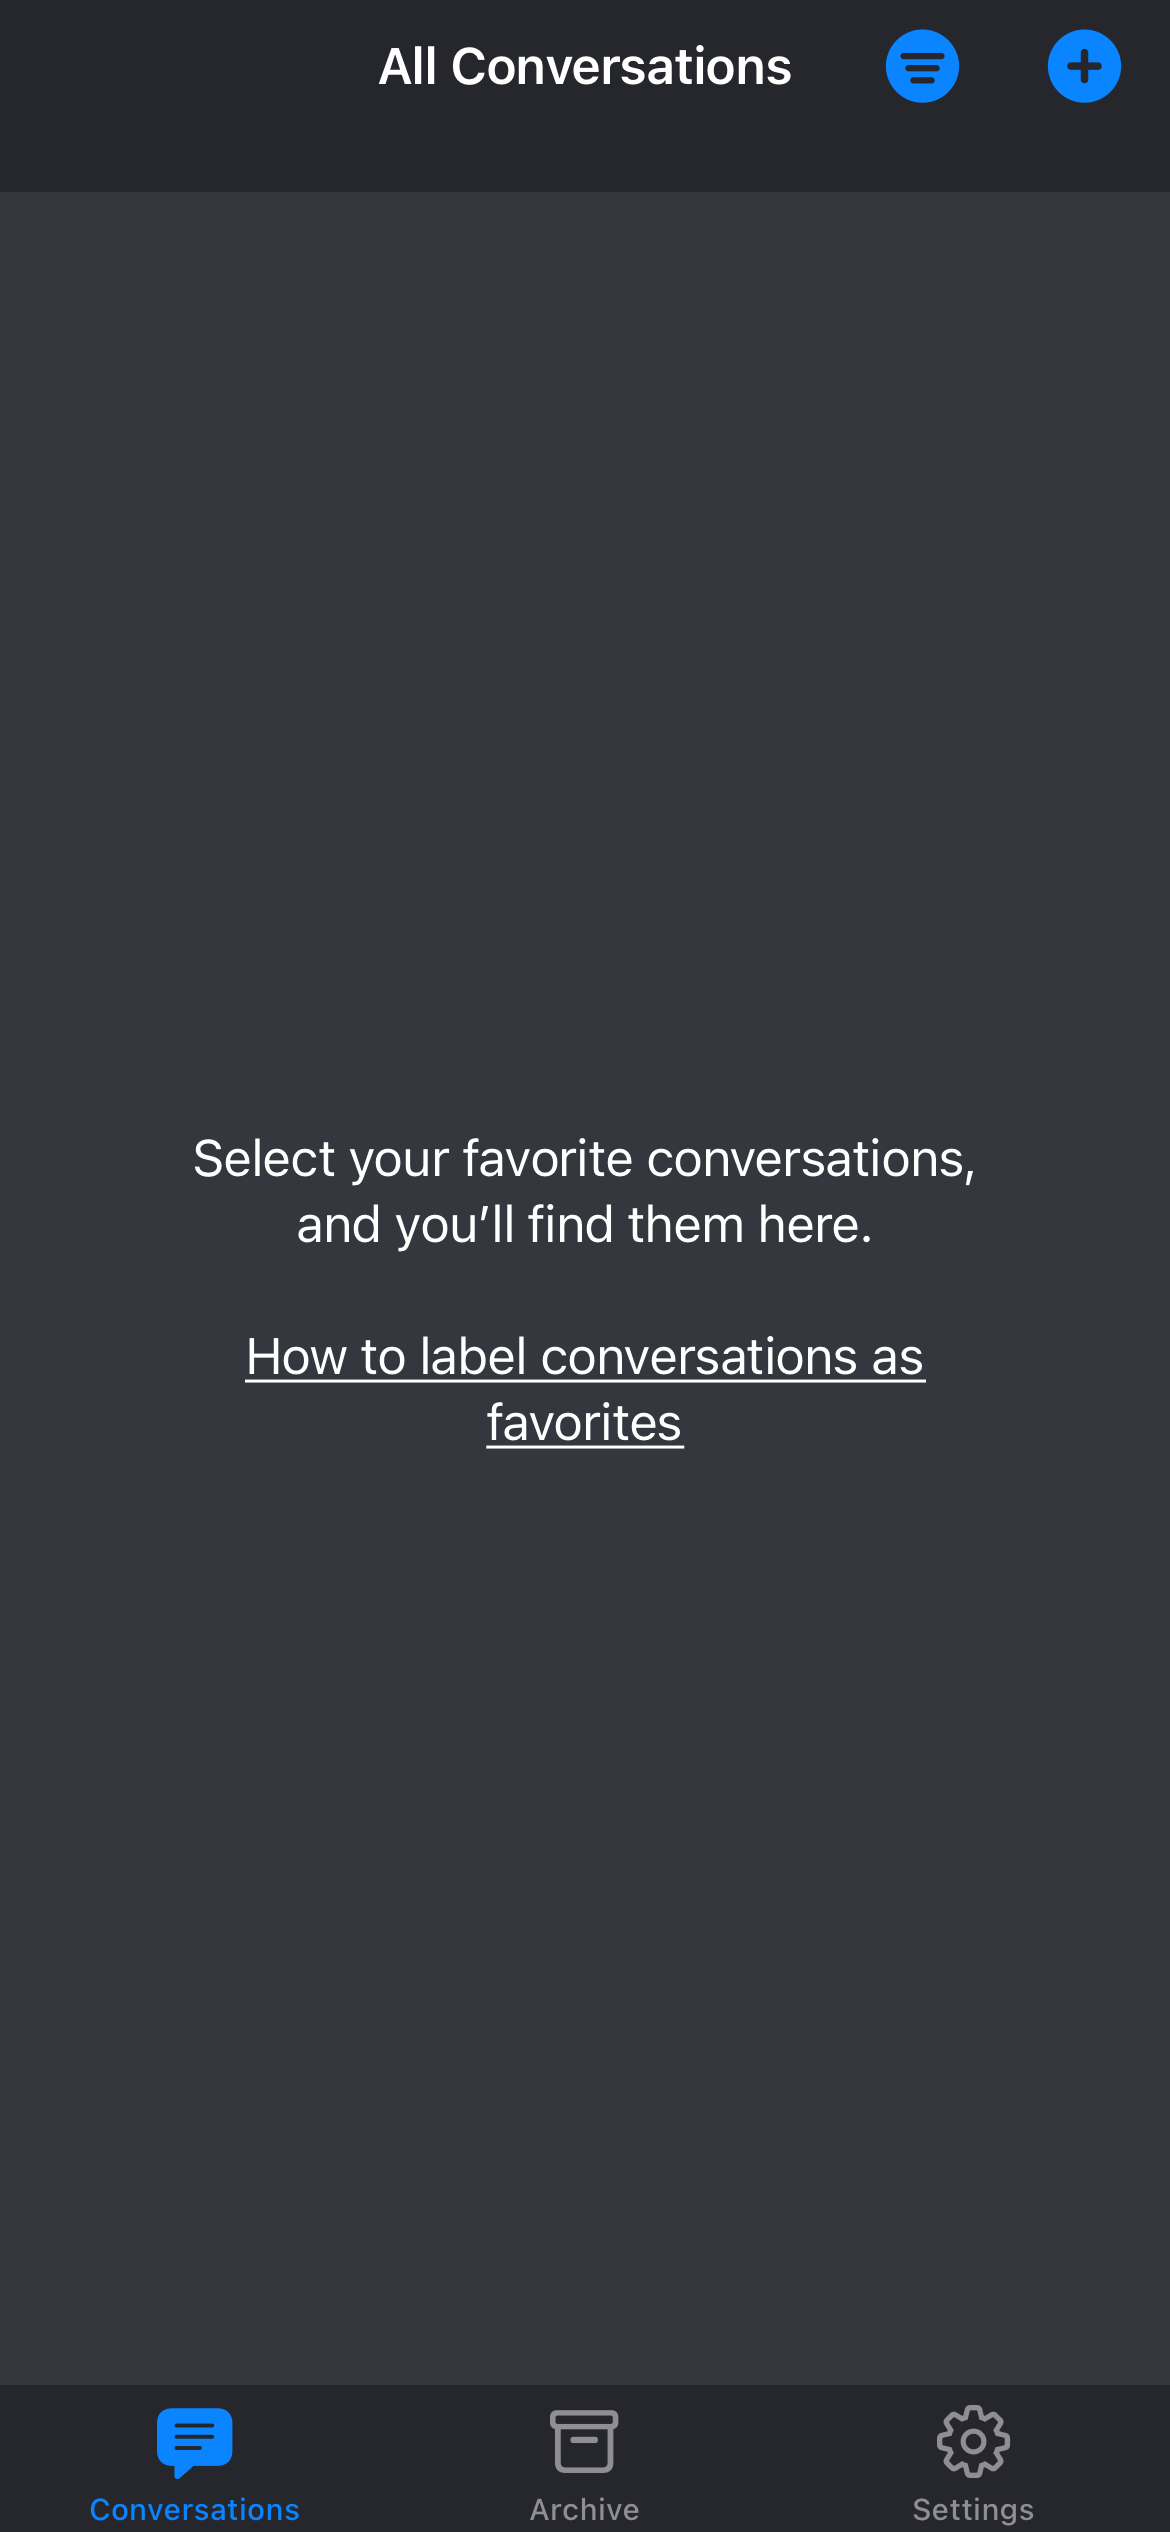 All Conversations
Select your favorite conversations,
and you’ll find them here.
How to label conversations as
favorites
Conversations
Archive
Settings